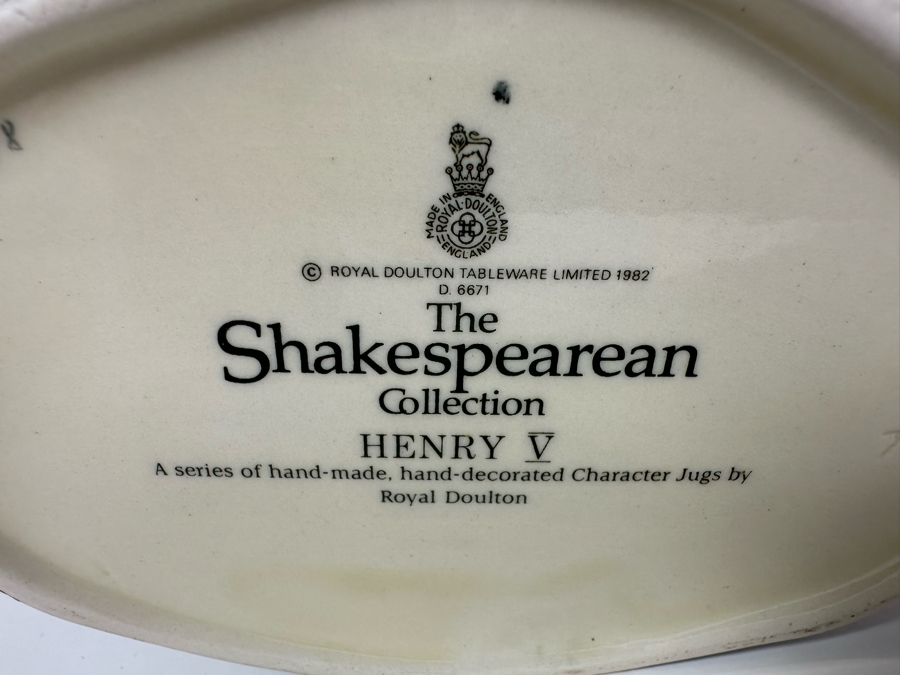 8
MADE IN ENGLAND
ROYAL·DOULTON
ENGLAND
© ROYAL DOULTON TABLEWARE LIMITED 1982
D. 6671
The
Shakespearean
Collection
HENRY V
A series of hand-made, hand-decorated Character Jugs by
Royal Doulton